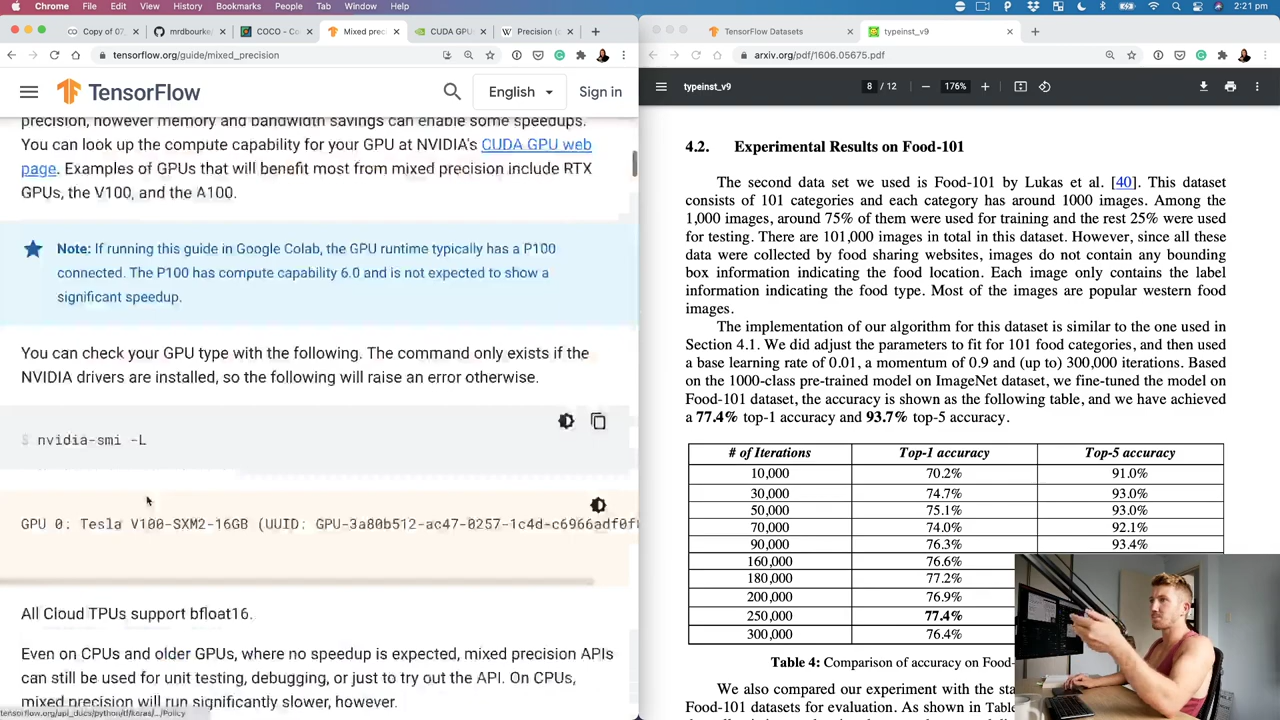 Chrome File Edit View History Bookmarks People Tab Window Help
2:21 pm
Copy of 07
mrdbourke
COCO - Co
Mixed prec
CUDA GPU
Precision (
tensorflow.org/guide/mixed_precision
TensorFlow
English
Sign in
precision, however memory and bandwidth savings can enable some speedups.
You can look up the compute capability for your GPU at NVIDIA's CUDA GPU web
page. Examples of GPUs that will benefit most from mixed precision include RTX
GPUs, the V100, and the A100.
Note: If running this guide in Google Colab, the GPU runtime typically has a P100
connected. The P100 has compute capability 6.0 and is not expected to show a
significant speedup.
You can check your GPU type with the following. The command only exists if the
NVIDIA drivers are installed, so the following will raise an error otherwise.
$ nvidia-smi -L
GPU 0: Tesla V100-SXM2-16GB (UUID: GPU-3a80b512-ac47-0257-1c4d-c6966adf0f8
All Cloud TPUs support bfloat16.
Even on CPUs and older GPUs, where no speedup is expected, mixed precision APIs
can still be used for unit testing, debugging, or just to try out the API. On CPUs,
mixed precision will run significantly slower, however.
tensorflow.org/api_docs/python/tf/keras/.../Policy
TensorFlow Datasets
typeinst_v9
arxiv.org/pdf/1606.05675.pdf
typeinst_v9
8 / 12
176%
4.2. Experimental Results on Food-101
The second data set we used is Food-101 by Lukas et al. [40]. This dataset
consists of 101 categories and each category has around 1000 images. Among the
1,000 images, around 75% of them were used for training and the rest 25% were used
for testing. There are 101,000 images in total in this dataset. However, since all these
data were collected by food sharing websites, images do not contain any bounding
box information indicating the food location. Each image only contains the label
information indicating the food type. Most of the images are popular western food
images.
The implementation of our algorithm for this dataset is similar to the one used in
Section 4.1. We did adjust the parameters to fit for 101 food categories, and then used
a base learning rate of 0.01, a momentum of 0.9 and (up to) 300,000 iterations. Based
on the 1000-class pre-trained model on ImageNet dataset, we fine-tuned the model on
Food-101 dataset, the accuracy is shown as the following table, and we have achieved
a 77.4% top-1 accuracy and 93.7% top-5 accuracy.
# of Iterations Top-1 accuracy Top-5 accuracy
10,000 70.2% 91.0%
30,000 74.7% 93.0%
50,000 75.1% 93.0%
70,000 74.0% 92.1%
90,000 76.3% 93.4%
160,000 76.6%
180,000 77.2%
200,000 76.9%
250,000 77.4%
300,000 76.4%
Table 4: Comparison of accuracy on Food-
We also compared our experiment with the sta
Food-101 datasets for evaluation. As shown in Table